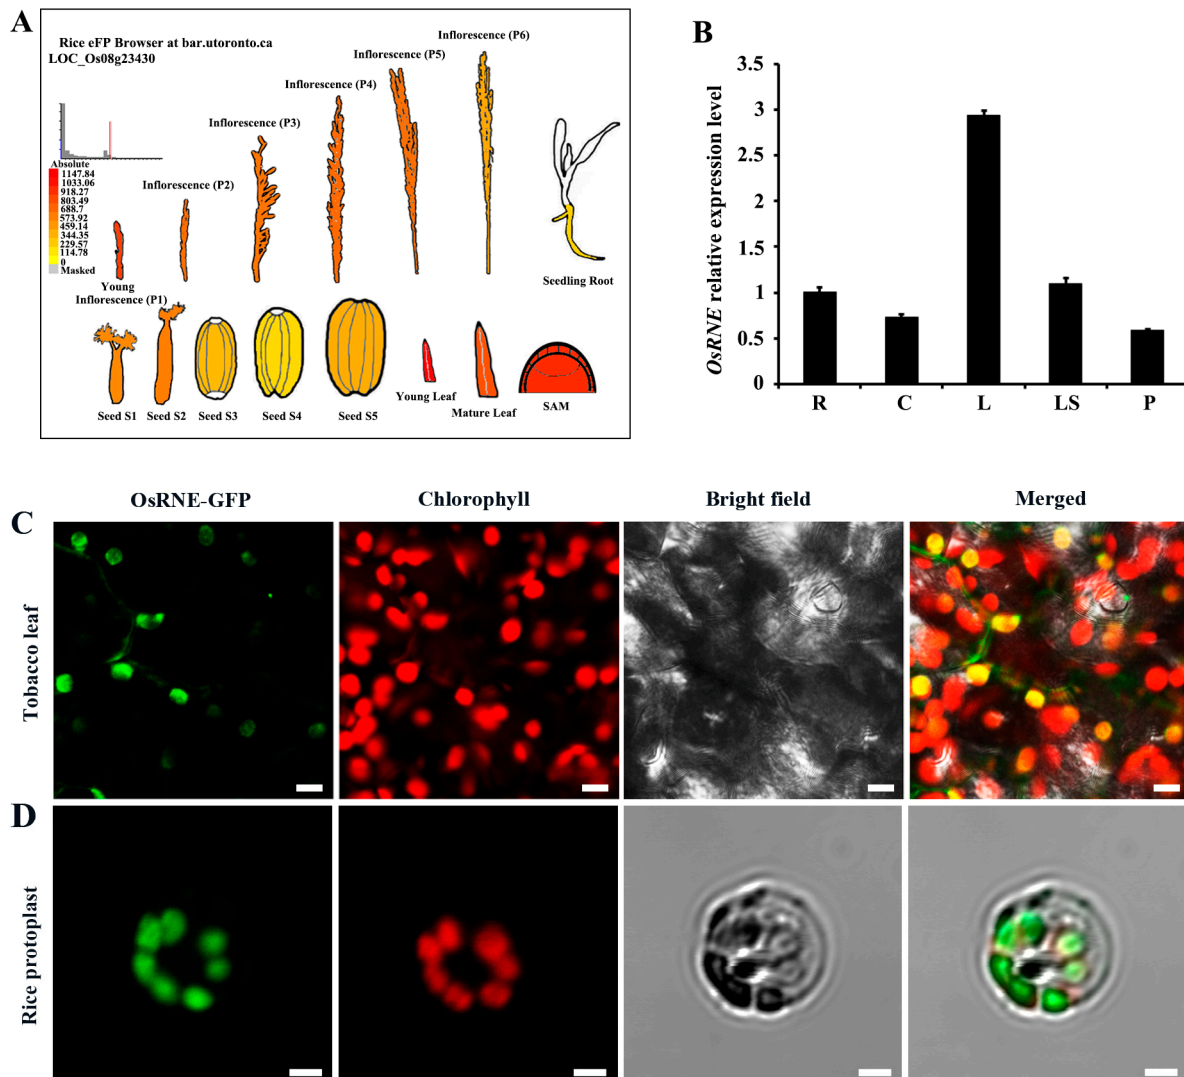 A
Rice eFP Browser at bar.utoronto.ca
LOC_Os08g23430
Inflorescence (P6)
Inflorescence (P5)
Inflorescence (P4)
Inflorescence (P3)
Inflorescence (P2)
Absolute
1147.84
1033.06
918.27
803.49
688.7
573.92
459.14
344.35
229.57
114.78
0
Masked
Young
Inflorescence (P1)
Seedling Root
Seed S1
Seed S2
Seed S3
Seed S4
Seed S5
Young Leaf
Mature Leaf
SAM
B
OsRNE relative expression level
3.5
3
2.5
2
1.5
1
0.5
0
R
C
L
LS
P
OsRNE-GFP
Chlorophyll
Bright field
Merged
C
Tobacco leaf
D
Rice protoplast